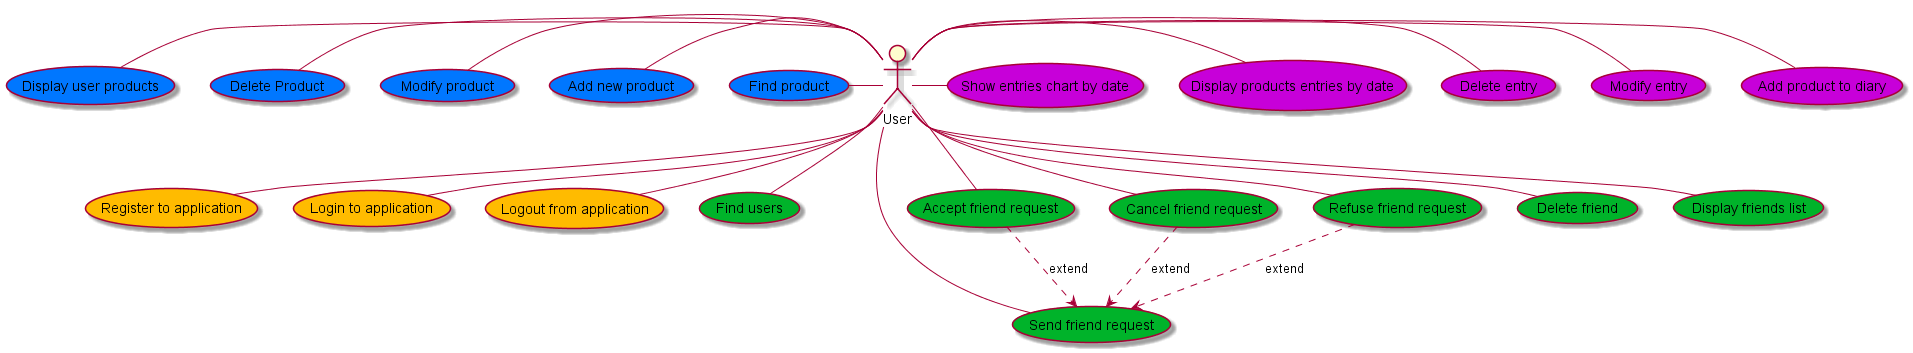 Display user products
Delete Product
Modify product
Add new product
Find product
Show entries chart by date
Display products entries by date
Delete entry
Modify entry
Add product to diary
User
Register to application
Login to application
Logout from application
Find users
Accept friend request
Cancel friend request
Refuse friend request
Delete friend
Display friends list
extend
extend
extend
Send friend request